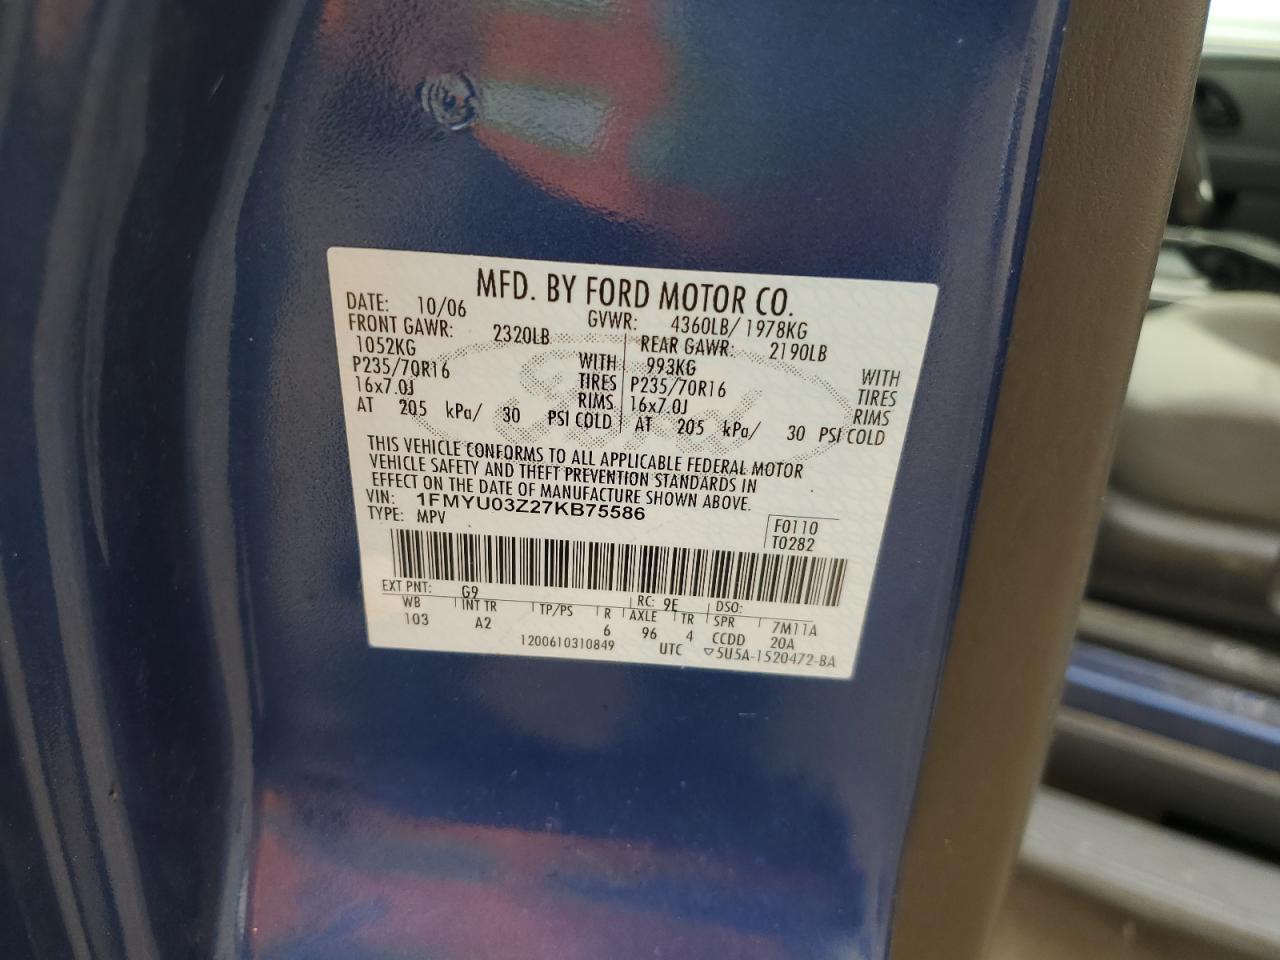 MFD. BY FORD MOTOR CO.
DATE: 10/06 GVWR: 4360LB/ 1978KG
FRONT GAWR: 2320LB REAR GAWR: 2190LB
1052KG WITH 993KG WITH
P235/70R16 TIRES P235/70R16 TIRES
16x7.0J RIMS 16x7.0J RIMS
AT 205 kPa/ 30 PSI COLD AT 205 kPa/ 30 PSI COLD
THIS VEHICLE CONFORMS TO ALL APPLICABLE FEDERAL MOTOR
VEHICLE SAFETY AND THEFT PREVENTION STANDARDS IN
EFFECT ON THE DATE OF MANUFACTURE SHOWN ABOVE.
VIN: 1FMYU03Z27KB75586
TYPE: MPV F0110
T0282
EXT PNT: G9 RC: 9E DSO:
WB INT TR TP/PS R AXLE TR SPR 7M11A
103 A2 6 96 4 CCDD 20A
1200610310849 UTC ▽5U5A-1520472-BA